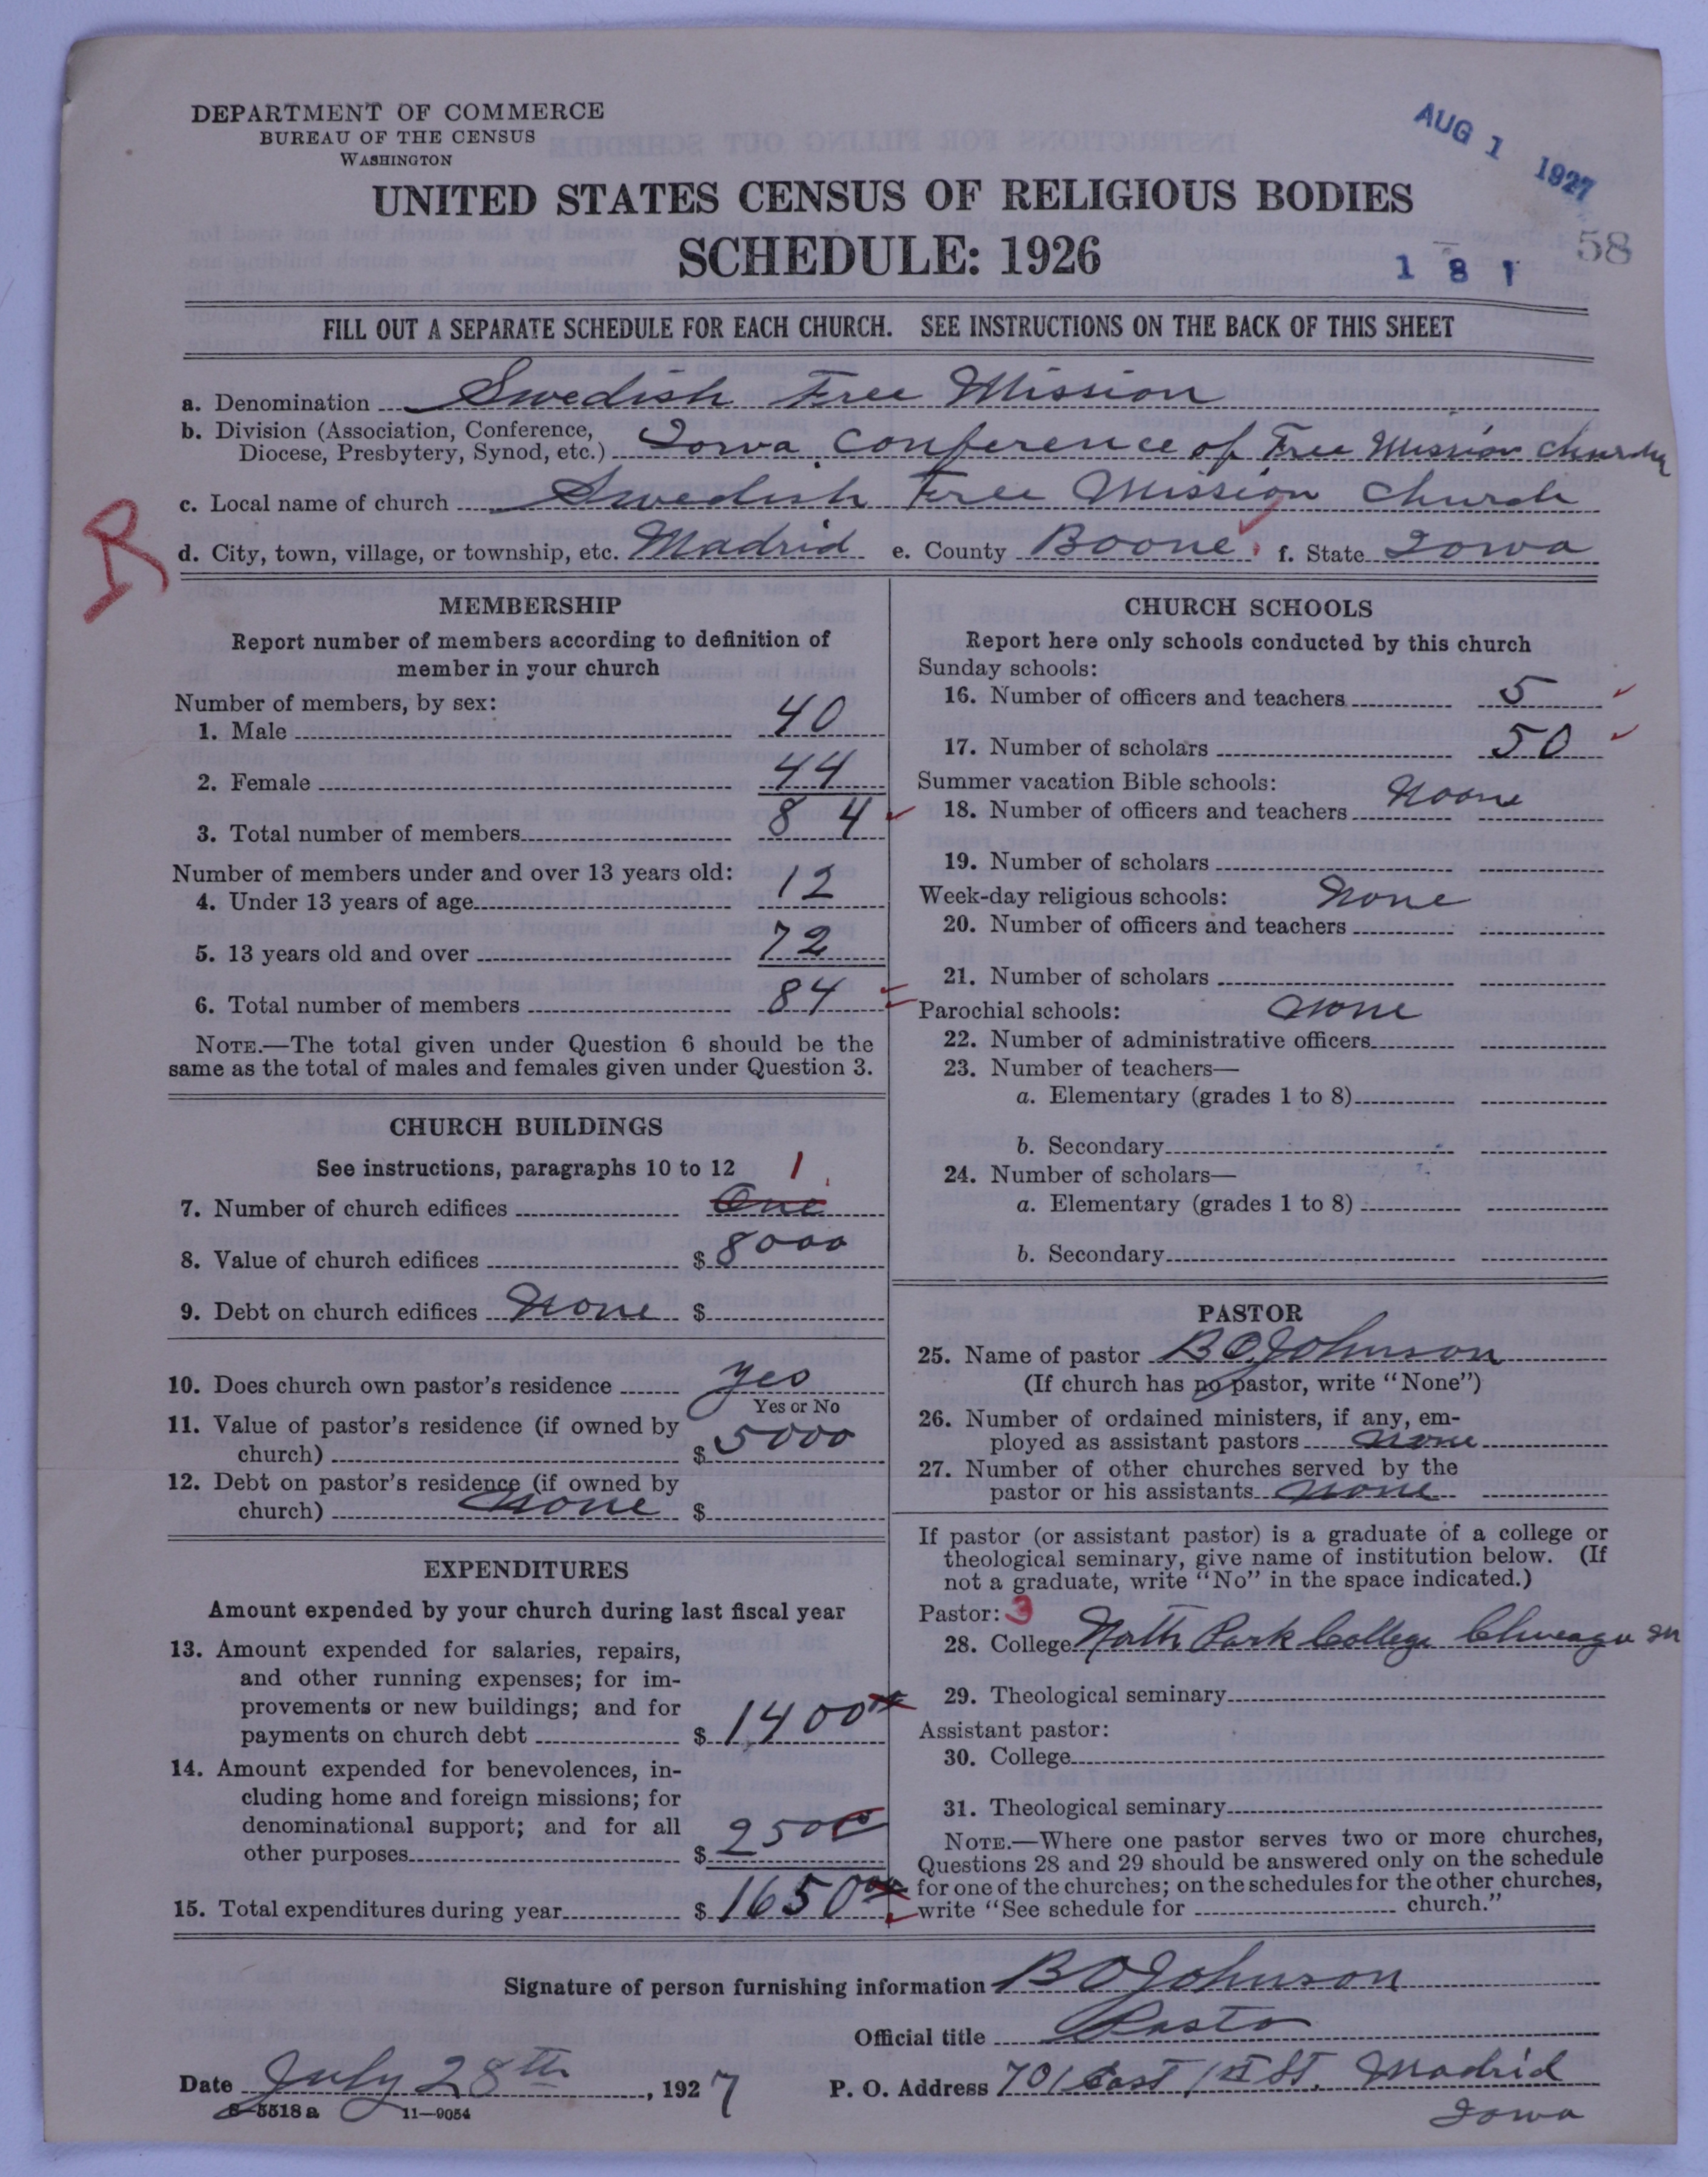 DEPARTMENT OF COMMERCE
BUREAU OF THE CENSUS
WASHINGTON
AUG 1 1927
UNITED STATES CENSUS OF RELIGIOUS BODIES
SCHEDULE: 1926
1 8 1
58
FILL OUT A SEPARATE SCHEDULE FOR EACH CHURCH. SEE INSTRUCTIONS ON THE BACK OF THIS SHEET
a. Denomination Swedish Free Mission
b. Division (Association, Conference,
Diocese, Presbytery, Synod, etc.) Iowa Conference of Free Mission Church
c. Local name of church Swedish Free Mission Church
R
d. City, town, village, or township, etc. Madrid e. County Boone f. State Iowa
MEMBERSHIP
Report number of members according to definition of
member in your church
Number of members, by sex:
1. Male 40
2. Female 44
3. Total number of members 84
Number of members under and over 13 years old:
4. Under 13 years of age 12
5. 13 years old and over 72
6. Total number of members 84
NOTE.—The total given under Question 6 should be the
same as the total of males and females given under Question 3.
CHURCH BUILDINGS
See instructions, paragraphs 10 to 12
1
7. Number of church edifices One
8. Value of church edifices $ 8000
9. Debt on church edifices None $
10. Does church own pastor's residence yes
Yes or No
11. Value of pastor's residence (if owned by
church) $ 5000
12. Debt on pastor's residence (if owned by
church) None $
EXPENDITURES
Amount expended by your church during last fiscal year
13. Amount expended for salaries, repairs,
and other running expenses; for im-
provements or new buildings; and for
payments on church debt $ 1400
14. Amount expended for benevolences, in-
cluding home and foreign missions; for
denominational support; and for all
other purposes $ 250 00
15. Total expenditures during year $ 1650
CHURCH SCHOOLS
Report here only schools conducted by this church
Sunday schools:
16. Number of officers and teachers 5
17. Number of scholars 50
Summer vacation Bible schools:
18. Number of officers and teachers Noone
19. Number of scholars
Week-day religious schools: None
20. Number of officers and teachers
21. Number of scholars
Parochial schools: None
22. Number of administrative officers
23. Number of teachers—
a. Elementary (grades 1 to 8)
b. Secondary
24. Number of scholars—
a. Elementary (grades 1 to 8)
b. Secondary
PASTOR
25. Name of pastor B O Johnson
(If church has no pastor, write "None")
26. Number of ordained ministers, if any, em-
ployed as assistant pastors None
27. Number of other churches served by the
pastor or his assistants None
If pastor (or assistant pastor) is a graduate of a college or
theological seminary, give name of institution below. (If
not a graduate, write "No" in the space indicated.)
Pastor: 3
28. College North Park College Chicago
29. Theological seminary
Assistant pastor:
30. College
31. Theological seminary
NOTE.—Where one pastor serves two or more churches,
Questions 28 and 29 should be answered only on the schedule
for one of the churches; on the schedules for the other churches,
write "See schedule for church."
Signature of person furnishing information B O Johnson
Official title Pasto
Date July 28th, 1927 P. O. Address 701 East 1st St. Madrid
Iowa
8-5518 a 11—9054